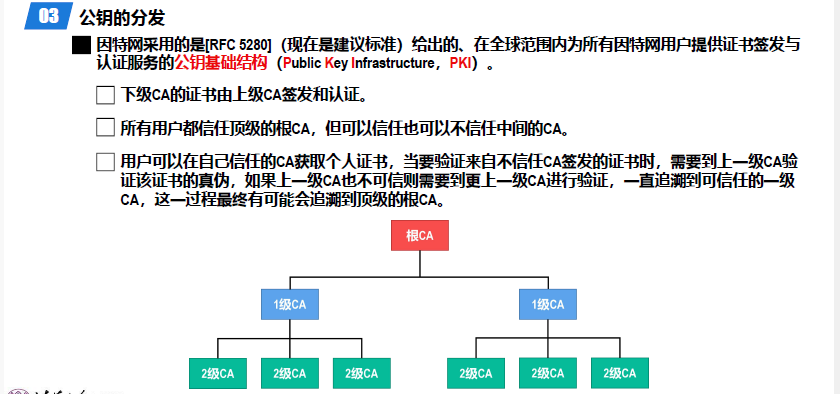 03 公钥的分发
因特网采用的是[RFC 5280]（现在是建议标准）给出的、在全球范围内为所有因特网用户提供证书签发与
认证服务的公钥基础结构（Public Key Infrastructure，PKI）。
下级CA的证书由上级CA签发和认证。
所有用户都信任顶级的根CA，但可以信任也可以不信任中间的CA。
用户可以在自己信任的CA获取个人证书，当要验证来自不信任CA签发的证书时，需要到上一级CA验
证该证书的真伪，如果上一级CA也不可信则需要到更上一级CA进行验证，一直追溯到可信任的一级
CA，这一过程最终有可能会追溯到顶级的根CA。
根CA
1级CA 1级CA
2级CA 2级CA 2级CA 2级CA 2级CA 2级CA